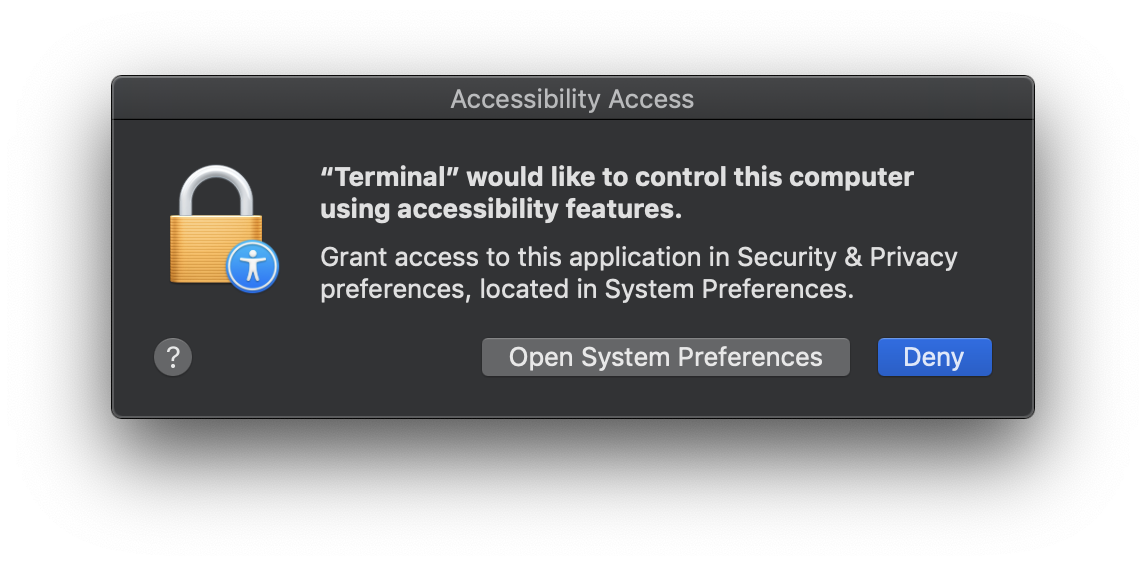 Accessibility Access
“Terminal” would like to control this computer
using accessibility features.
Grant access to this application in Security & Privacy
preferences, located in System Preferences.
?
Open System Preferences
Deny